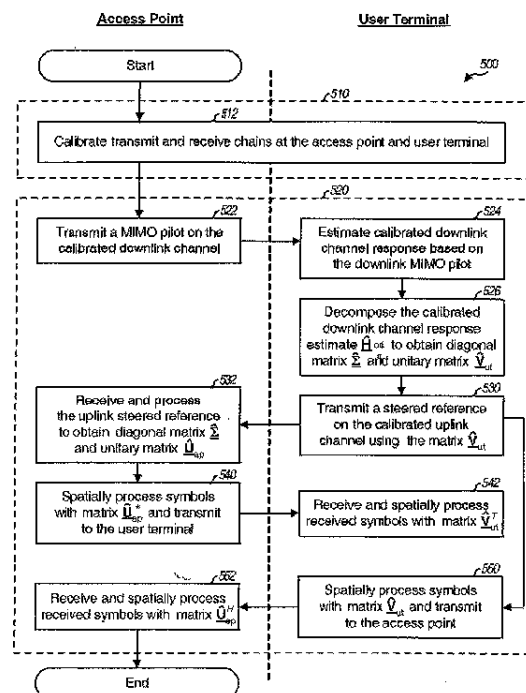 Access Point
User Terminal
Start
500
510
512
Calibrate transmit and receive chains at the access point and user terminal
520
522
Transmit a MIMO pilot on the
calibrated downlink channel
524
Estimate calibrated downlink
channel response based on
the downlink MIMO pilot
526
Decompose the calibrated
downlink channel response
estimate Ĥcd to obtain diagonal
matrix Σ̂ and unitary matrix V̂ut
532
Receive and process
the uplink steered reference
to obtain diagonal matrix Σ̂
and unitary matrix Ûap
530
Transmit a steered reference
on the calibrated uplink
channel using the matrix V̂ut
540
Spatially process symbols
with matrix Ûap* and transmit
to the user terminal
542
Receive and spatially process
received symbols with matrix V̂utT
552
Receive and spatially process
received symbols with matrix ÛapH
550
Spatially process symbols
with matrix V̂ut and transmit
to the access point
End